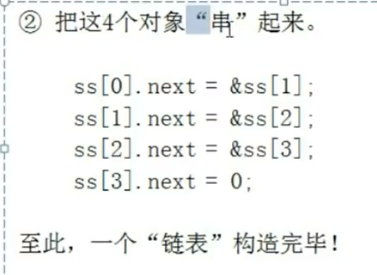 ② 把这4个对象“串”起来。
ss[0].next = &ss[1];
ss[1].next = &ss[2];
ss[2].next = &ss[3];
ss[3].next = 0;
至此，一个“链表”构造完毕！